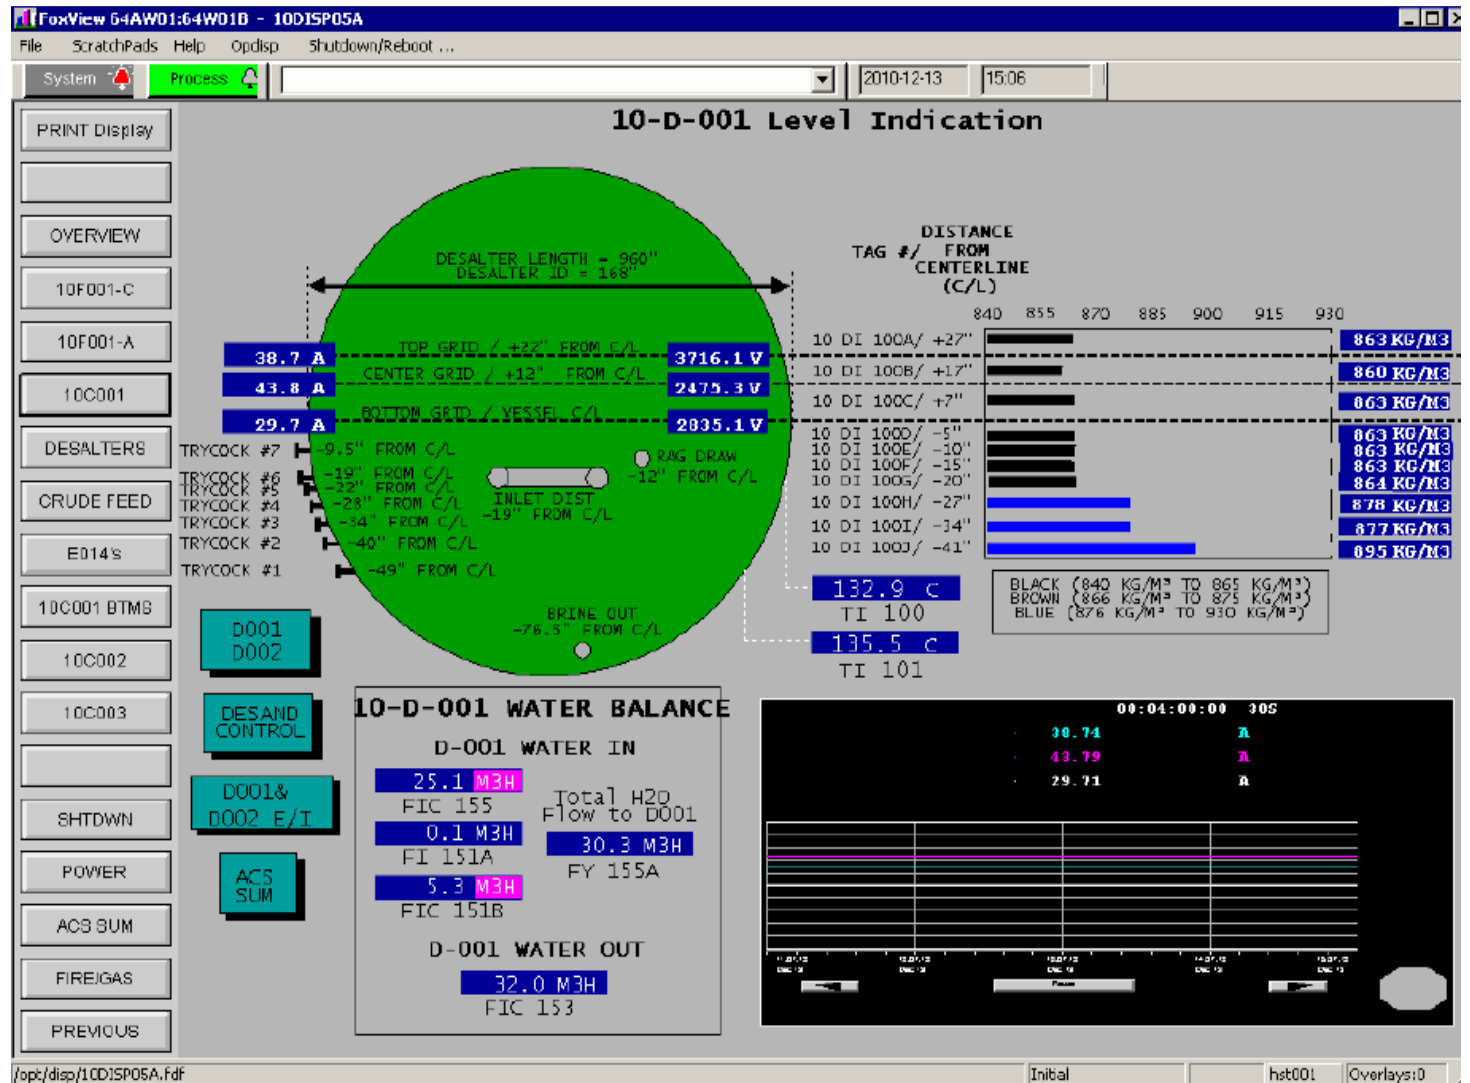 FoxView 64AW01:64W01B - 10DISP05A
File ScratchPads Help Opdisp Shutdown/Reboot ...
System Process 2010-12-13 15:06
PRINT Display
OVERVIEW
10F001-C
10F001-A
10C001
DESALTERS
CRUDE FEED
E014's
10C001 BTMS
10C002
10C003
SHTDWN
POWER
ACS SUM
FIRE/GAS
PREVIOUS
10-D-001 Level Indication
DESALTER LENGTH = 960"
DESALTER ID = 168"
38.7 A TOP GRID / +22" FROM C/L 3716.1 V
43.8 A CENTER GRID / +12" FROM C/L 2475.3 V
29.7 A BOTTOM GRID / VESSEL C/L 2835.1 V
TRYCOCK #7 -9.5" FROM C/L
TRYCOCK #6 -19" FROM C/L
TRYCOCK #5 -22" FROM C/L
TRYCOCK #4 -28" FROM C/L
TRYCOCK #3 -34" FROM C/L
TRYCOCK #2 -40" FROM C/L
TRYCOCK #1 -49" FROM C/L
RAG DRAW
-12" FROM C/L
INLET DIST
-19" FROM C/L
BRINE OUT
-76.5" FROM C/L
DISTANCE
TAG #/ FROM
CENTERLINE
(C/L)
840 855 870 885 900 915 930
10 DI 100A/ +27" 863 KG/M3
10 DI 100B/ +17" 860 KG/M3
10 DI 100C/ +7" 863 KG/M3
10 DI 100D/ -5" 863 KG/M3
10 DI 100E/ -10" 863 KG/M3
10 DI 100F/ -15" 863 KG/M3
10 DI 100G/ -20" 864 KG/M3
10 DI 100H/ -27" 878 KG/M3
10 DI 100I/ -34" 877 KG/M3
10 DI 100J/ -41" 895 KG/M3
132.9 C
TI 100
135.5 C
TI 101
BLACK (840 KG/M³ TO 865 KG/M³)
BROWN (866 KG/M³ TO 875 KG/M³)
BLUE (876 KG/M³ TO 930 KG/M³)
D001
D002
DESAND
CONTROL
D001&
D002 E/I
ACS
SUM
10-D-001 WATER BALANCE
D-001 WATER IN
25.1 M3H
FIC 155
0.1 M3H
FI 151A
5.3 M3H
FIC 151B
Total H2O
Flow to D001
30.3 M3H
FY 155A
D-001 WATER OUT
32.0 M3H
FIC 153
00:04:00:00 30S
38.74 A
43.79 A
29.71 A
/opt/disp/10DISP05A.fdf Initial hst001 Overlays:0